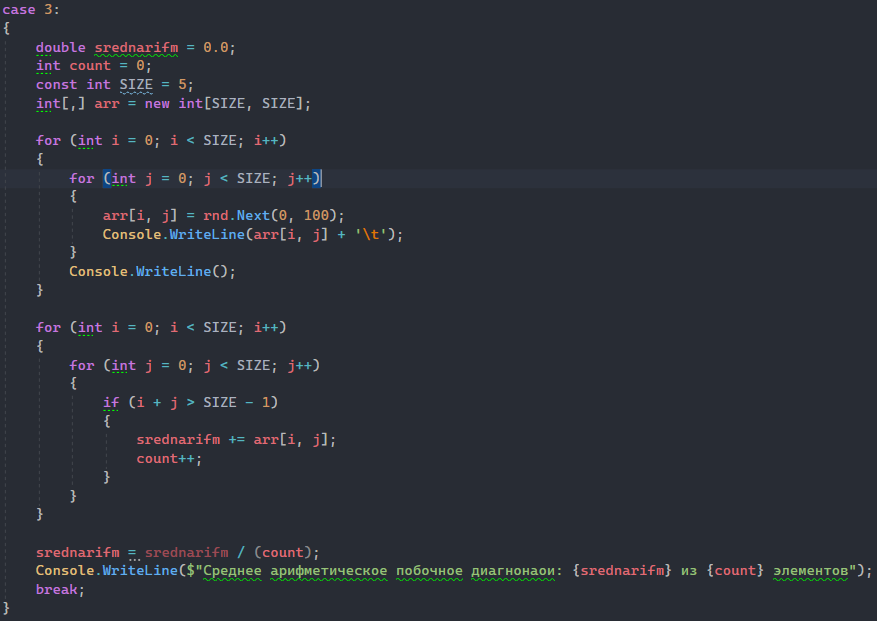 case 3:
{
double srednarifm = 0.0;
int count = 0;
const int SIZE = 5;
int[,] arr = new int[SIZE, SIZE];
for (int i = 0; i < SIZE; i++)
{
for (int j = 0; j < SIZE; j++)
{
arr[i, j] = rnd.Next(0, 100);
Console.WriteLine(arr[i, j] + '\t');
}
Console.WriteLine();
}
for (int i = 0; i < SIZE; i++)
{
for (int j = 0; j < SIZE; j++)
{
if (i + j > SIZE - 1)
{
srednarifm += arr[i, j];
count++;
}
}
}
srednarifm = srednarifm / (count);
Console.WriteLine($"Среднее арифметическое побочное диагнонаои: {srednarifm} из {count} элементов");
break;
}